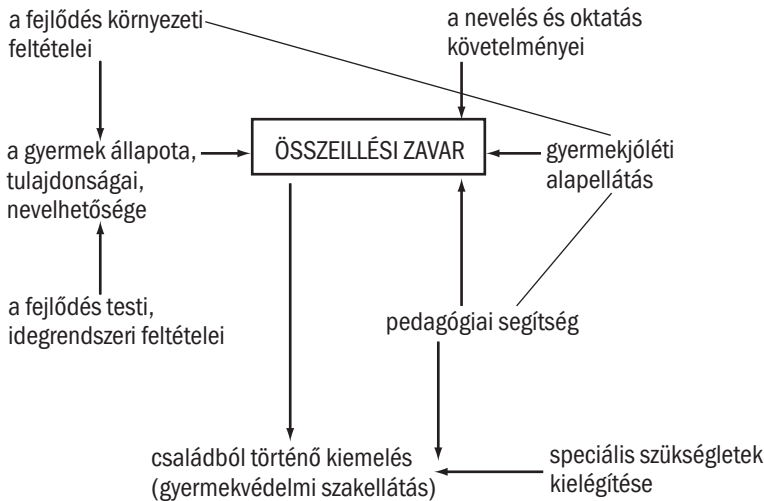 a fejlődés környezeti
feltételei
a nevelés és oktatás
követelményei
a gyermek állapota,
tulajdonságai,
nevelhetősége
ÖSSZEILLÉSI ZAVAR
gyermekjóléti
alapellátás
a fejlődés testi,
idegrendszeri feltételei
pedagógiai segítség
családból történő kiemelés
(gyermekvédelmi szakellátás)
speciális szükségletek
kielégítése